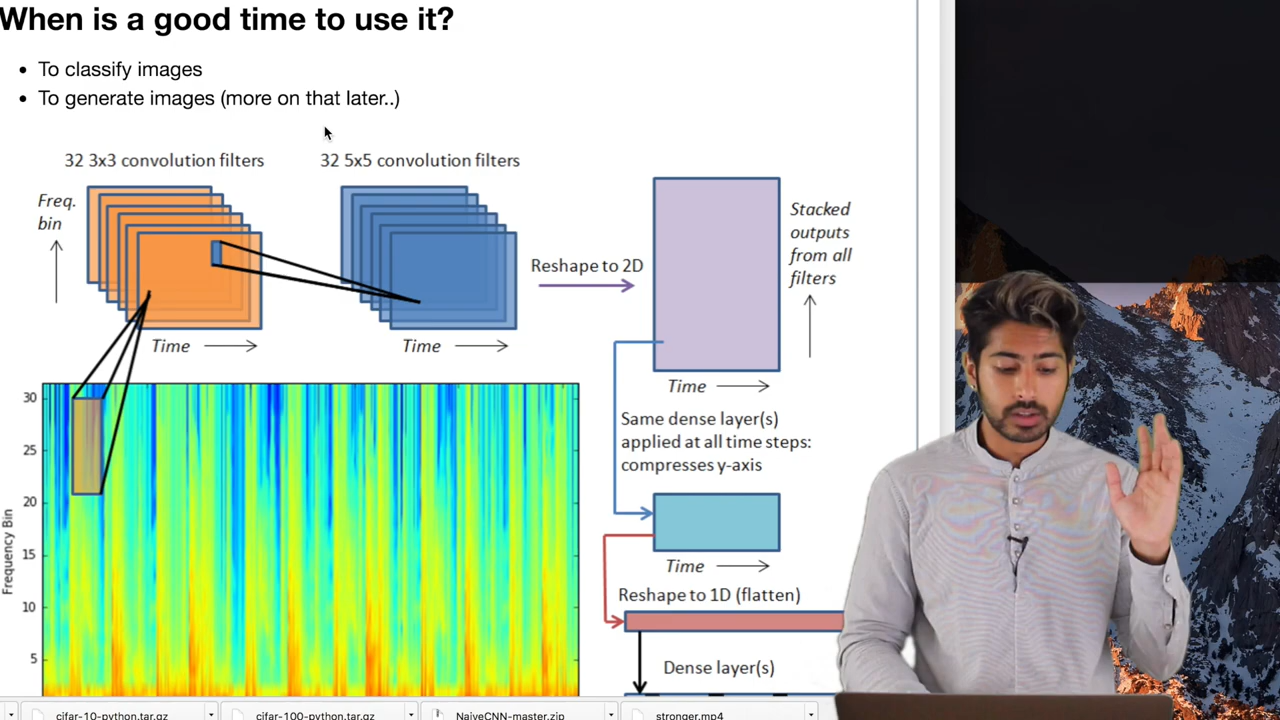 When is a good time to use it?
• To classify images
• To generate images (more on that later..)
32 3x3 convolution filters
32 5x5 convolution filters
Freq.
bin
Time
Time
Reshape to 2D
Stacked
outputs
from all
filters
Time
Same dense layer(s)
applied at all time steps:
compresses y-axis
Time
Reshape to 1D (flatten)
Dense layer(s)
Frequency Bin
30
25
20
15
10
5
cifar-10-python.tar.gz
cifar-100-python.tar.gz
NaiveCNN-master.zip
stronger.mp4